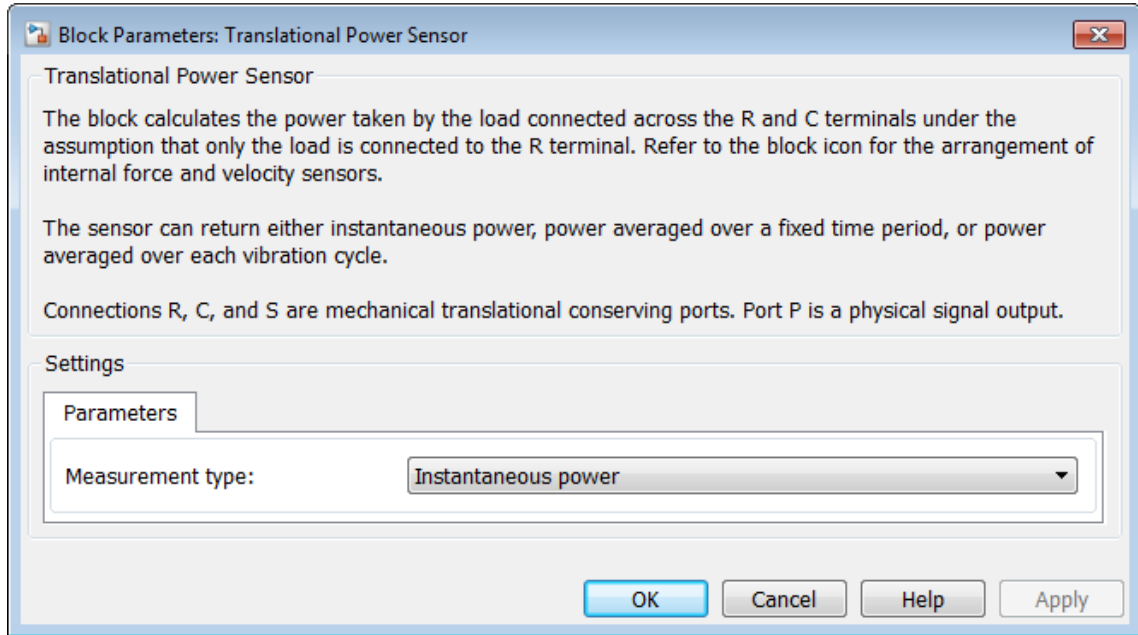 Block Parameters: Translational Power Sensor
Translational Power Sensor
The block calculates the power taken by the load connected across the R and C terminals under the
assumption that only the load is connected to the R terminal. Refer to the block icon for the arrangement of
internal force and velocity sensors.
The sensor can return either instantaneous power, power averaged over a fixed time period, or power
averaged over each vibration cycle.
Connections R, C, and S are mechanical translational conserving ports. Port P is a physical signal output.
Settings
Parameters
Measurement type: Instantaneous power
OK Cancel Help Apply